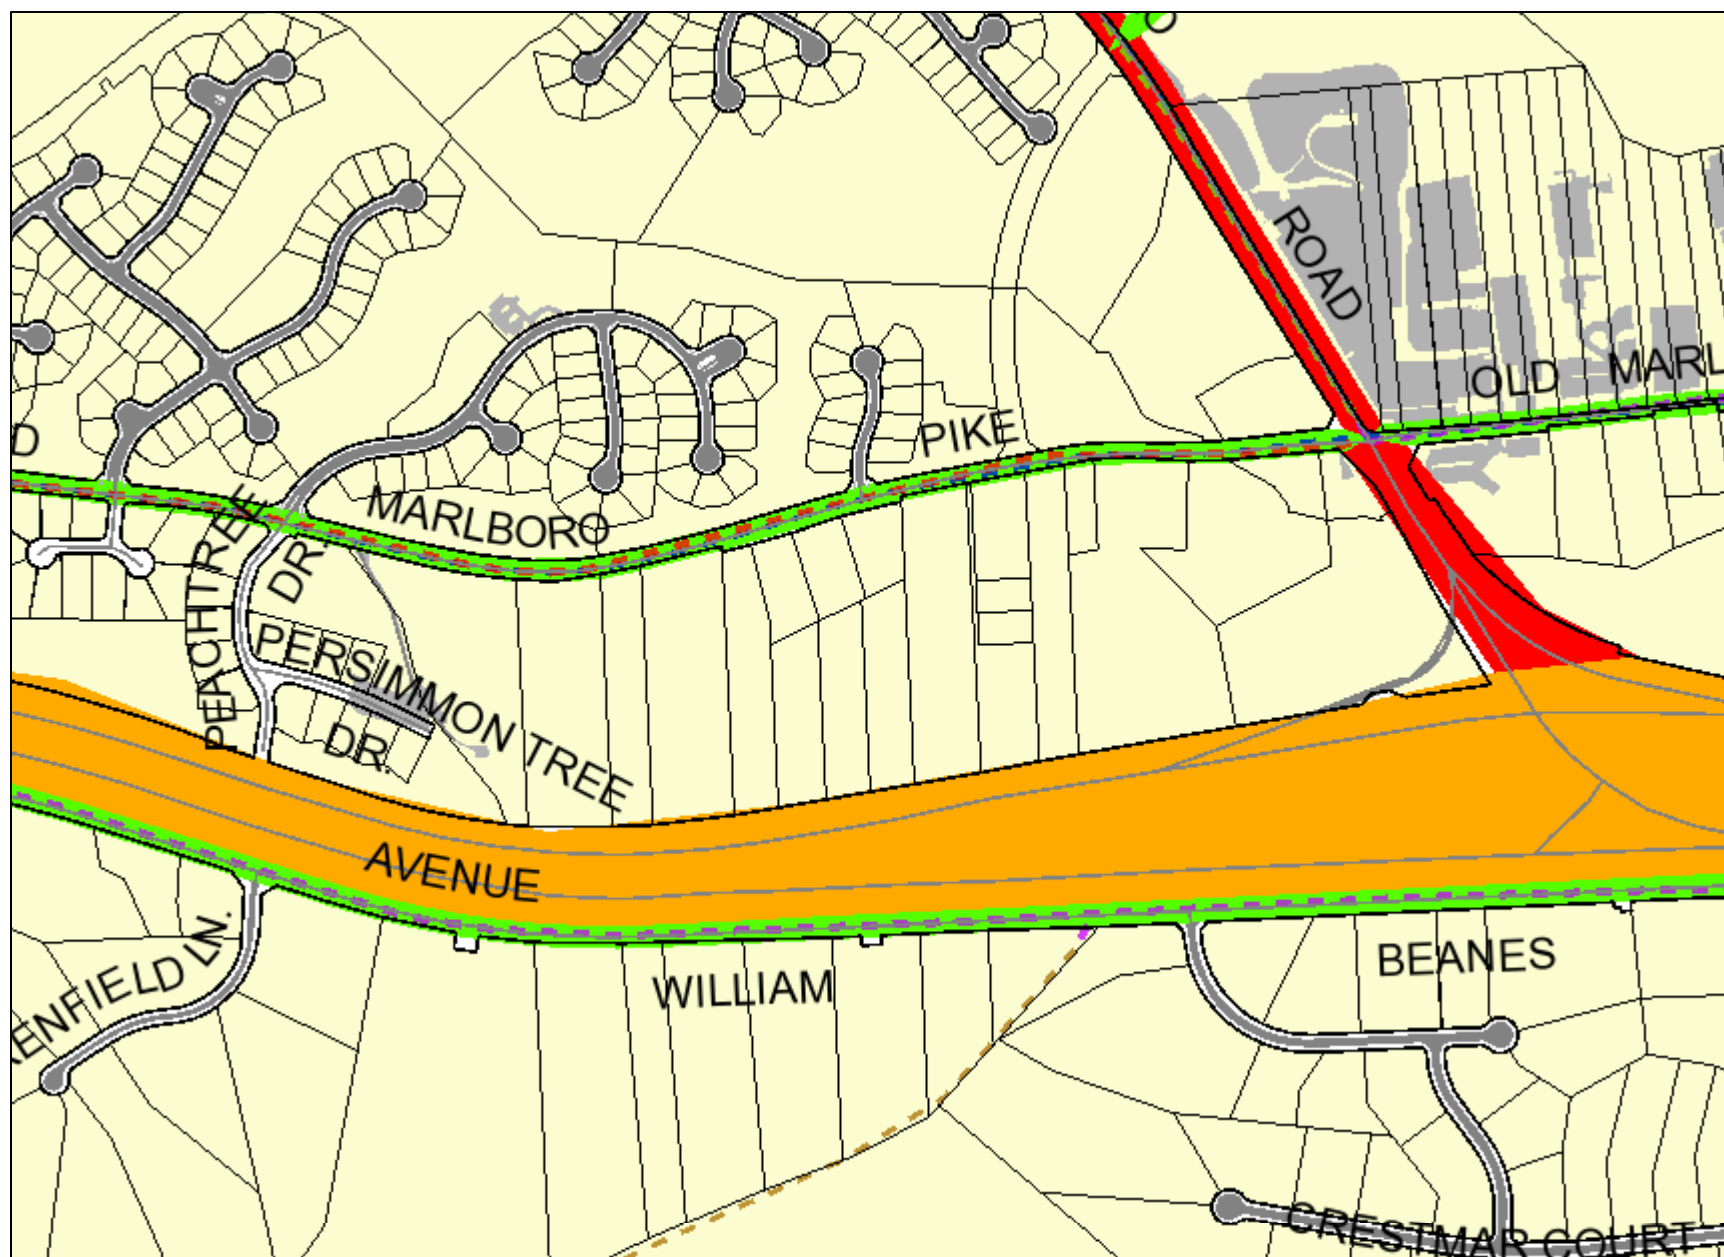 ROAD
OLD MARL
D
PIKE
MARLBORO
PEACHTREE
DR.
PERSIMMON TREE
DR.
AVENUE
ENFIELD LN.
WILLIAM
BEANES
CRESTMAR COURT